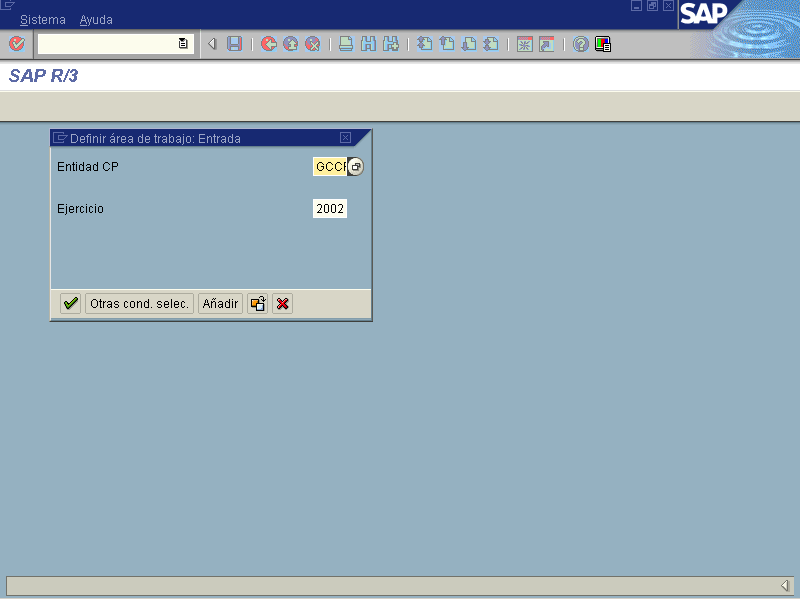 Sistema Ayuda
SAP
SAP R/3
Definir área de trabajo: Entrada
Entidad CP
Ejercicio 2002
Otras cond. selec. Añadir